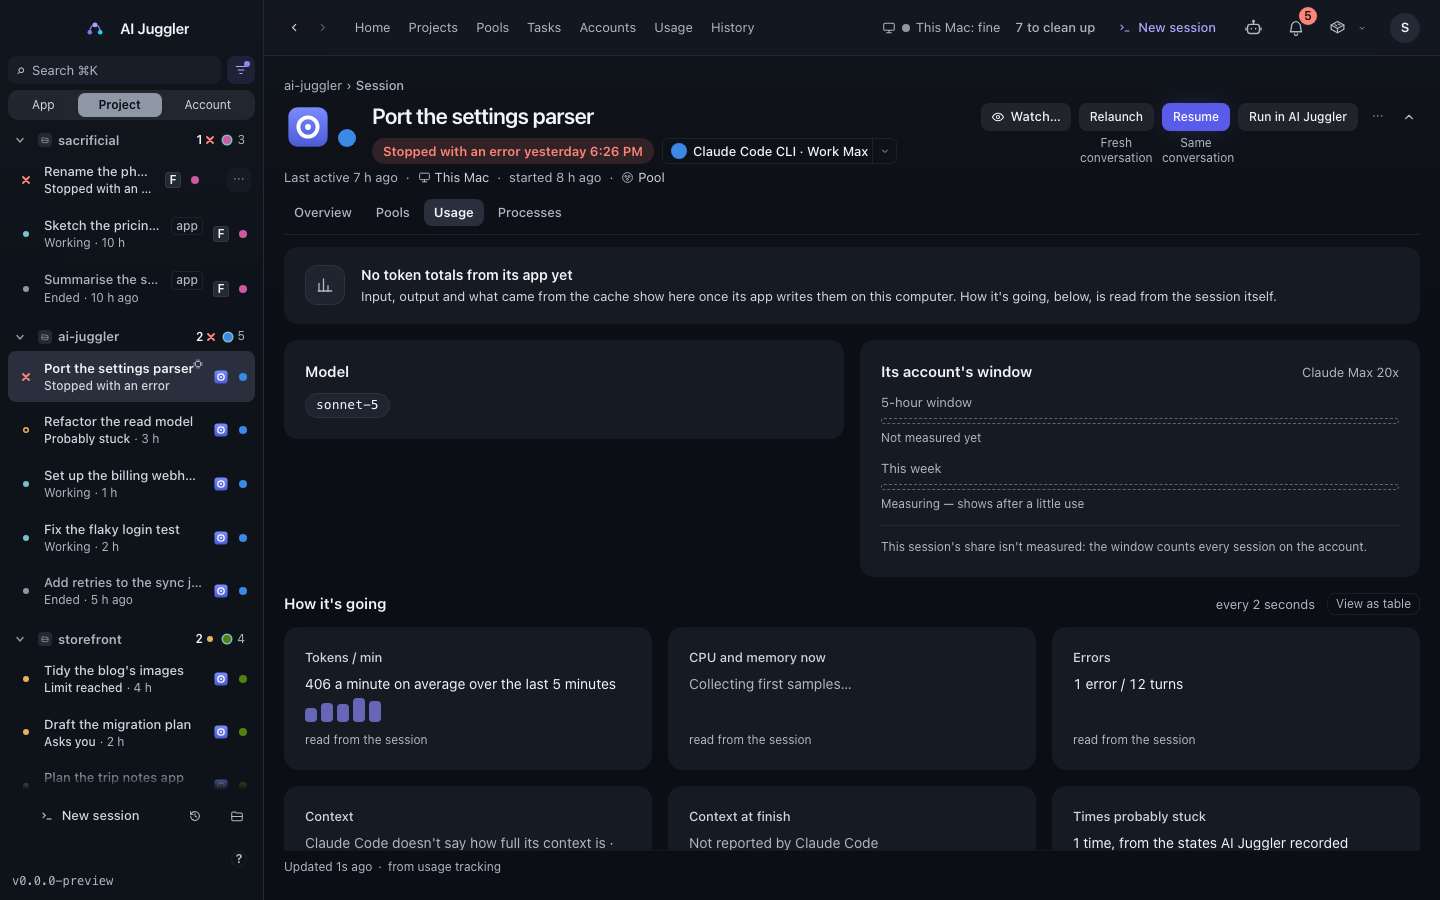 AI Juggler
Home Projects Pools Tasks Accounts Usage History
This Mac: fine 7 to clean up New session 5 S
Search ⌘K
App Project Account
sacrificial 1 3
Rename the ph... F
Stopped with an ...
Sketch the pricin... app F
Working · 10 h
Summarise the s... app F
Ended · 10 h ago
ai-juggler 2 5
Port the settings parser
Stopped with an error
Refactor the read model
Probably stuck · 3 h
Set up the billing webh...
Working · 1 h
Fix the flaky login test
Working · 2 h
Add retries to the sync j...
Ended · 5 h ago
storefront 2 4
Tidy the blog's images
Limit reached · 4 h
Draft the migration plan
Asks you · 2 h
Plan the trip notes app
New session
?
v0.0.0-preview
ai-juggler › Session
Port the settings parser
Stopped with an error yesterday 6:26 PM Claude Code CLI · Work Max
Last active 7 h ago · This Mac · started 8 h ago · Pool
Watch... Relaunch Resume Run in AI Juggler ...
Fresh conversation
Same conversation
Overview Pools Usage Processes
No token totals from its app yet
Input, output and what came from the cache show here once its app writes them on this computer. How it's going, below, is read from the session itself.
Model
sonnet-5
Its account's window Claude Max 20x
5-hour window
Not measured yet
This week
Measuring — shows after a little use
This session's share isn't measured: the window counts every session on the account.
How it's going every 2 seconds View as table
Tokens / min
406 a minute on average over the last 5 minutes
read from the session
CPU and memory now
Collecting first samples...
read from the session
Errors
1 error / 12 turns
read from the session
Context
Claude Code doesn't say how full its context is ·
Context at finish
Not reported by Claude Code
Times probably stuck
1 time, from the states AI Juggler recorded
Updated 1s ago · from usage tracking